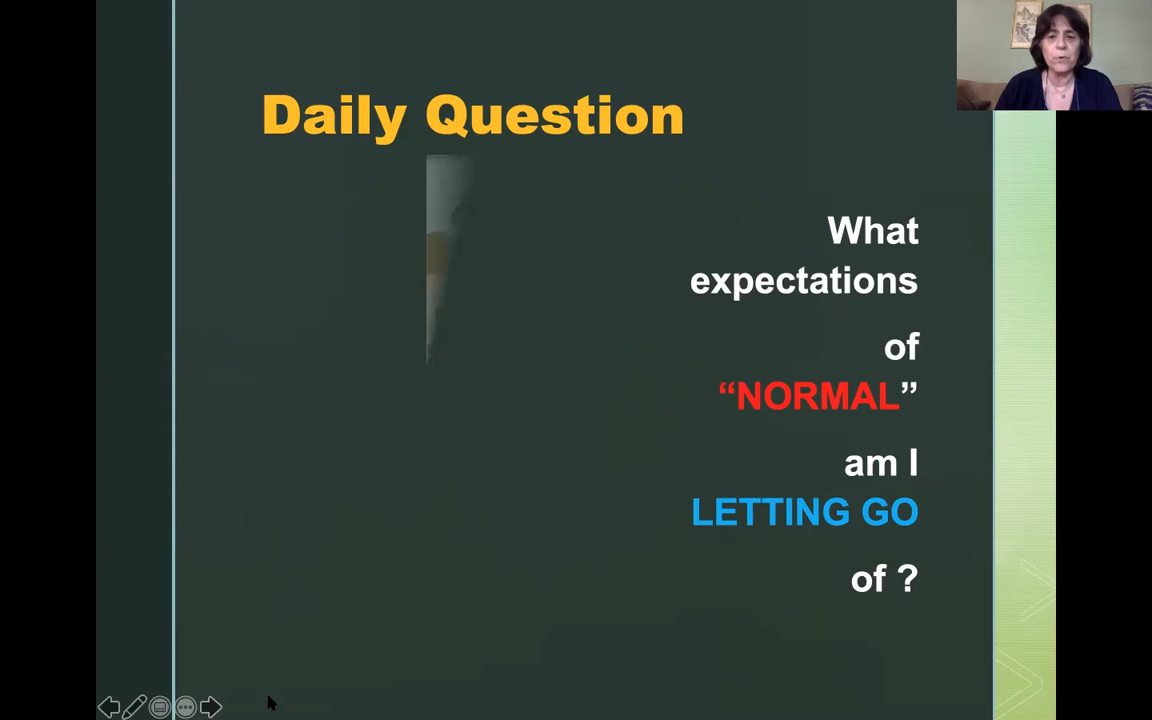 Daily Question
What
expectations
of
“NORMAL”
am I
LETTING GO
of ?